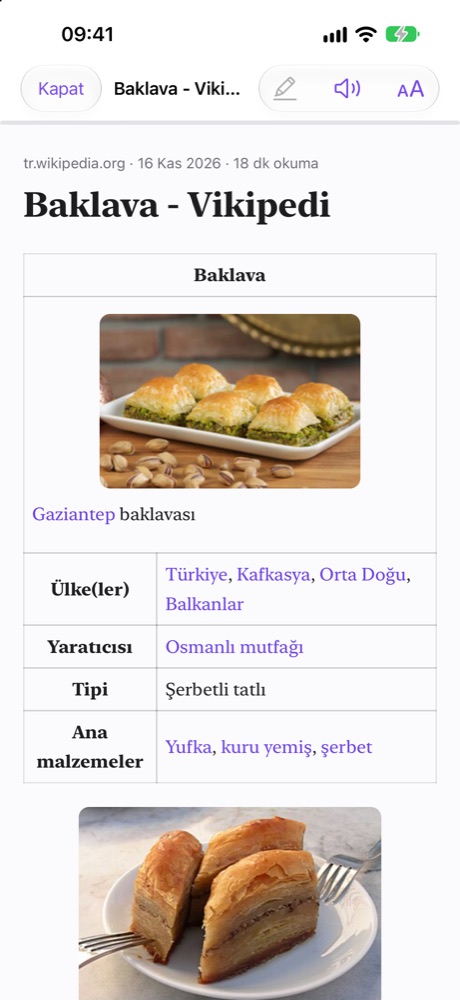 09:41
Kapat
Baklava - Viki...
AA
tr.wikipedia.org · 16 Kas 2026 · 18 dk okuma
Baklava - Vikipedi
Baklava
Gaziantep baklavası
Ülke(ler)
Türkiye, Kafkasya, Orta Doğu,
Balkanlar
Yaratıcısı
Osmanlı mutfağı
Tipi
Şerbetli tatlı
Ana
malzemeler
Yufka, kuru yemiş, şerbet